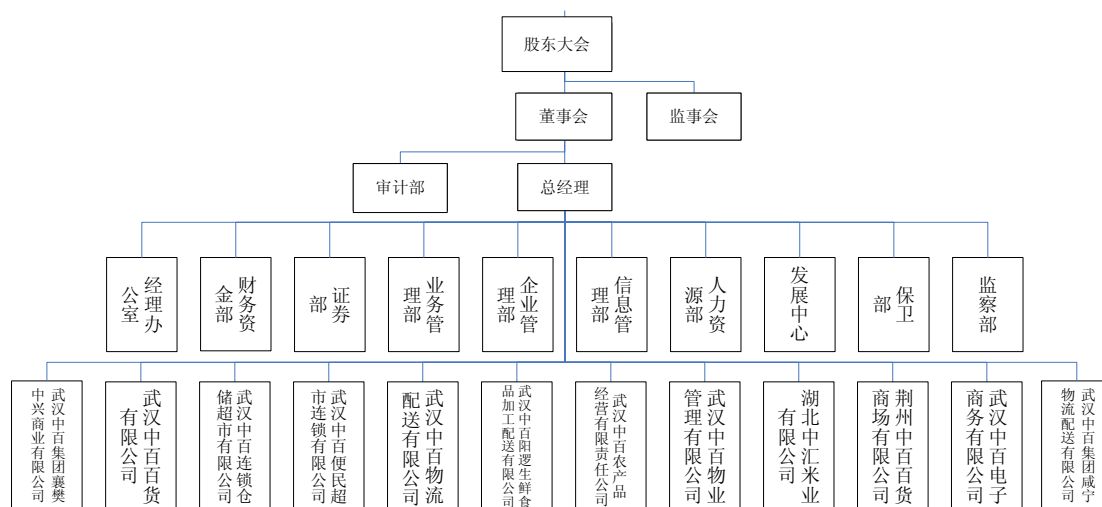 股东大会
董事会
监事会
审计部
总经理
经理办
公室
财务资
金部
证券
部
业务管
理部
企业管
理部
信息管
理部
人力资
源部
发展中心
保卫
部
监察部
武汉中百集团襄樊
中兴商业有限公司
武汉中百百货
有限公司
武汉中百连锁仓
储超市有限公司
武汉中百便民超
市连锁有限公司
武汉中百物流
配送有限公司
武汉中百阳逻生鲜食
品加工配送有限公司
武汉中百农产品
经营有限责任公司
武汉中百物业
管理有限公司
湖北中汇米业
有限公司
荆州中百百货
商场有限公司
武汉中百电子
商务有限公司
武汉中百集团咸宁
物流配送有限公司